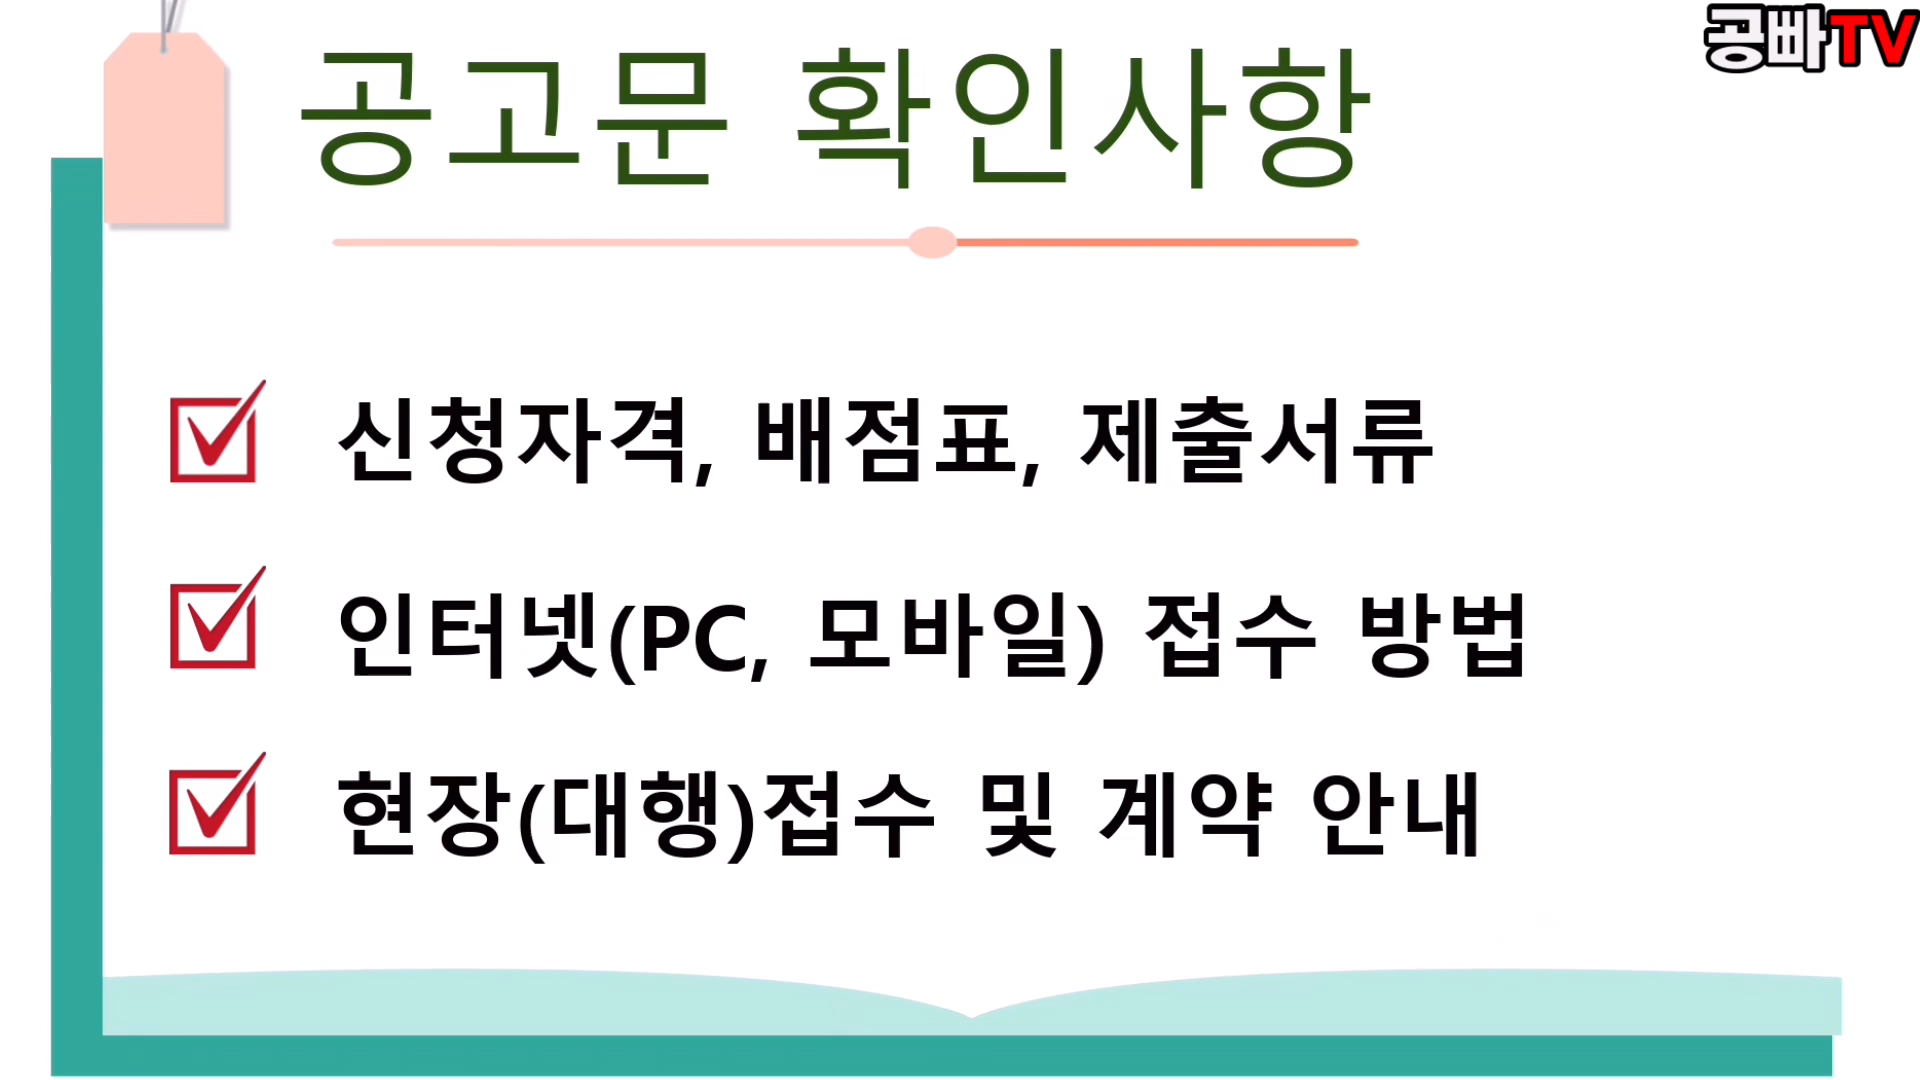 공빠TV
공고문 확인사항
신청자격, 배점표, 제출서류
인터넷(PC, 모바일) 접수 방법
현장(대행)접수 및 계약 안내